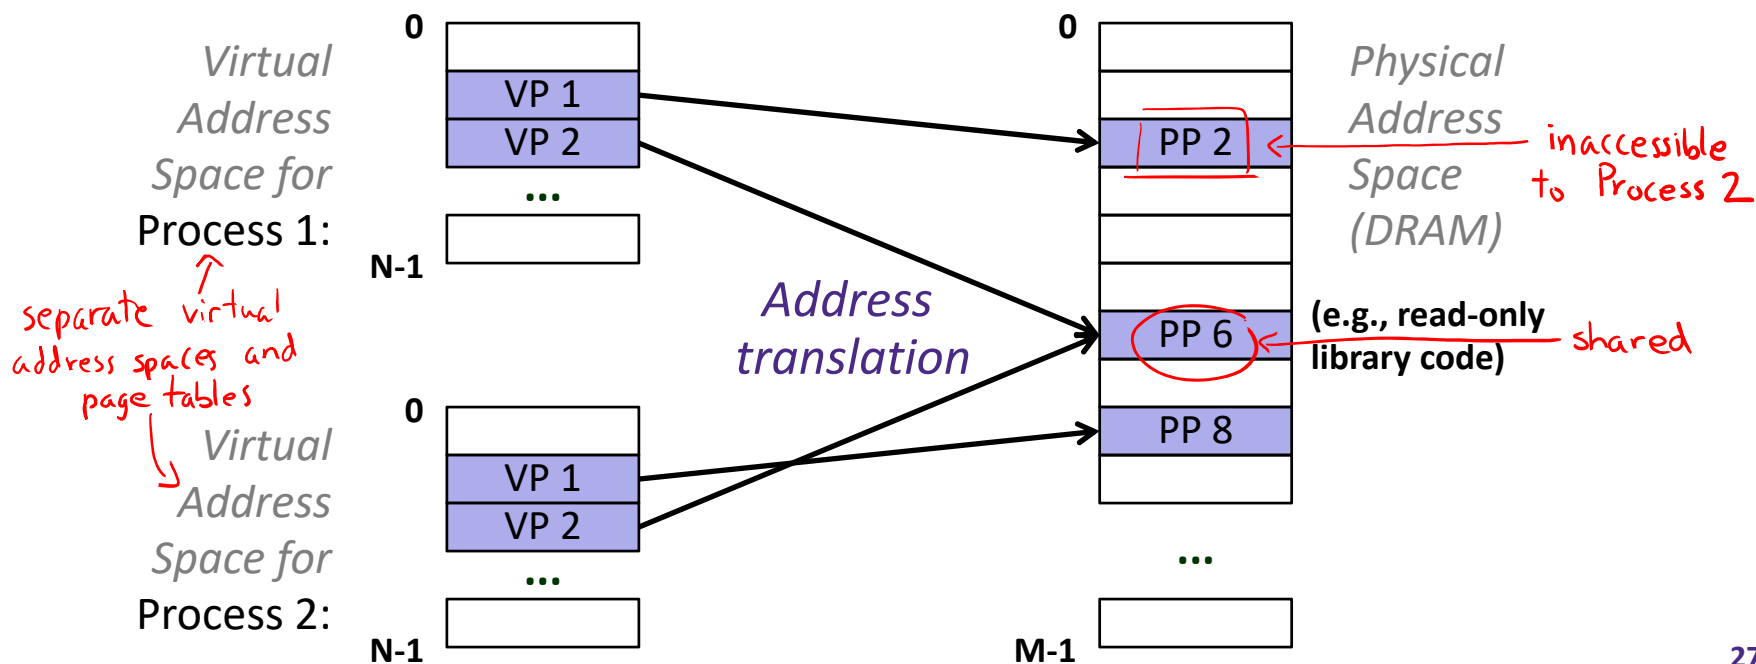 0
Virtual
Address
Space for
Process 1:
VP 1
VP 2
...
N-1
separate virtual
address spaces and
page tables
0
Virtual
Address
Space for
Process 2:
VP 1
VP 2
...
N-1
Address
translation
0
PP 2
PP 6
PP 8
...
M-1
Physical
Address
Space
(DRAM)
inaccessible
to Process 2
(e.g., read-only
library code)
shared
27